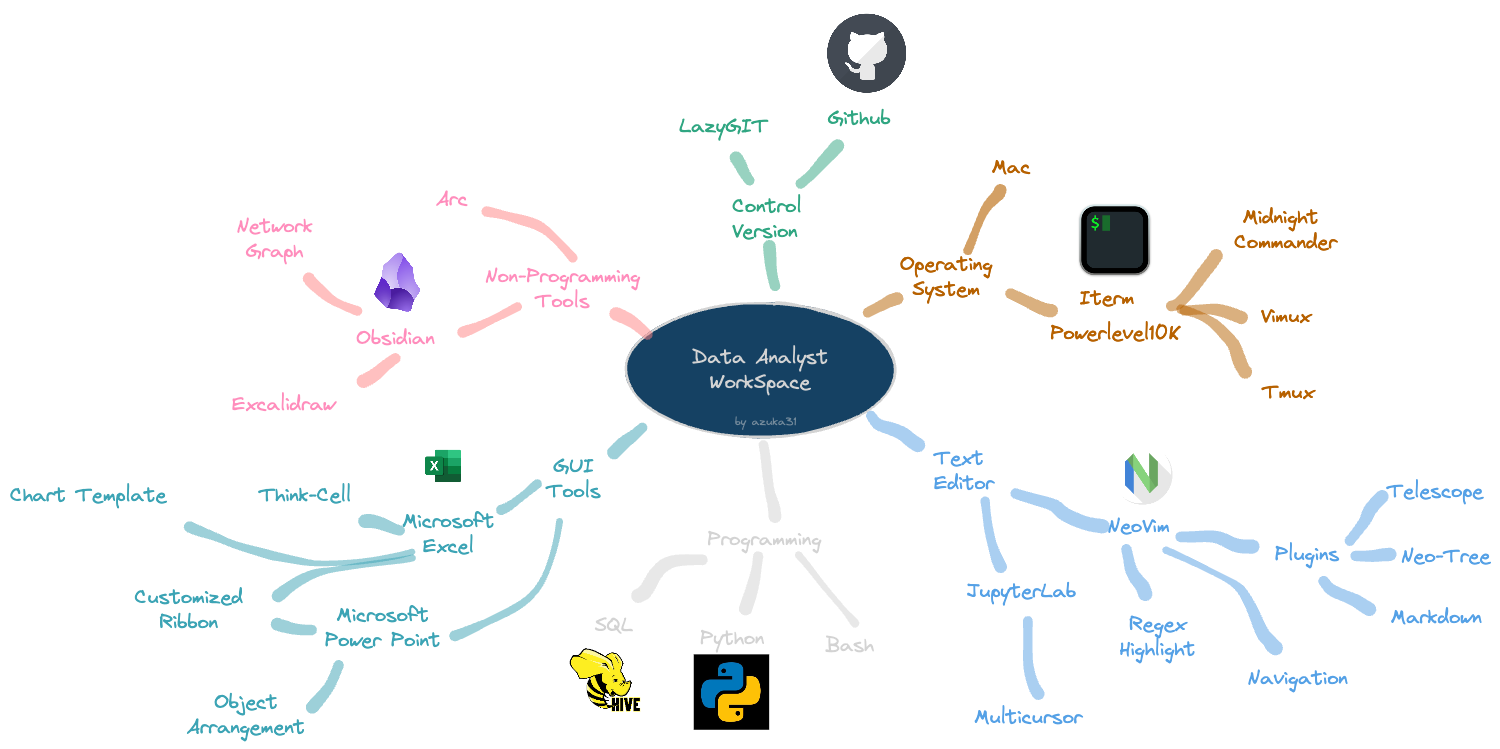 Data Analyst
WorkSpace
by azuka31
Control
Version
LazyGIT
Github
Operating
System
Mac
$
Iterm
Powerlevel10K
Midnight
Commander
Vimux
Tmux
Text
Editor
NeoVim
Plugins
Telescope
Neo-Tree
Markdown
Navigation
Regex
Highlight
JupyterLab
Multicursor
Programming
SQL
HIVE
Python
Bash
GUI
Tools
X
Microsoft
Excel
Think-Cell
Chart Template
Customized
Ribbon
Microsoft
Power Point
Object
Arrangement
Non-Programming
Tools
Arc
Obsidian
Network
Graph
Excalidraw